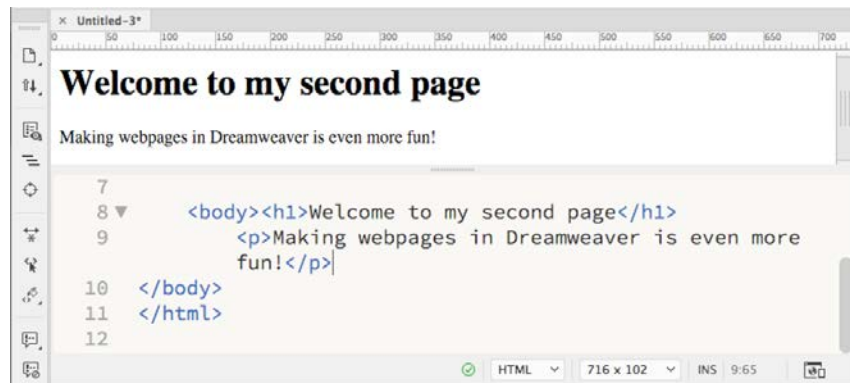 × Untitled-3*
0 50 100 150 200 250 300 350 400 450 500 550 600 650 700
Welcome to my second page
Making webpages in Dreamweaver is even more fun!
7
8 ▼ <body><h1>Welcome to my second page</h1>
9 <p>Making webpages in Dreamweaver is even more
fun!</p>
10 </body>
11 </html>
12
HTML 716 x 102 INS 9:65